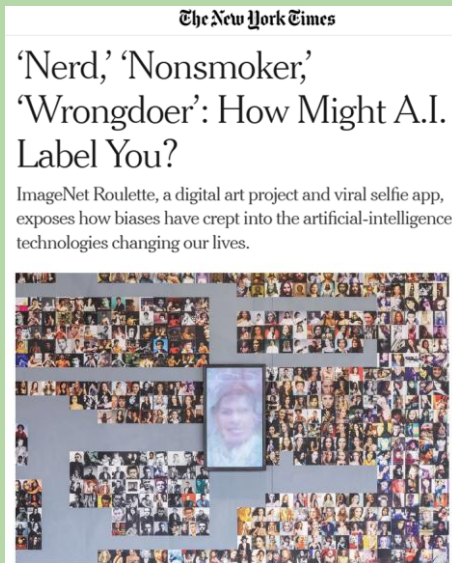 The New York Times
‘Nerd,’ ‘Nonsmoker,’
‘Wrongdoer’: How Might A.I.
Label You?
ImageNet Roulette, a digital art project and viral selfie app,
exposes how biases have crept into the artificial-intelligence
technologies changing our lives.